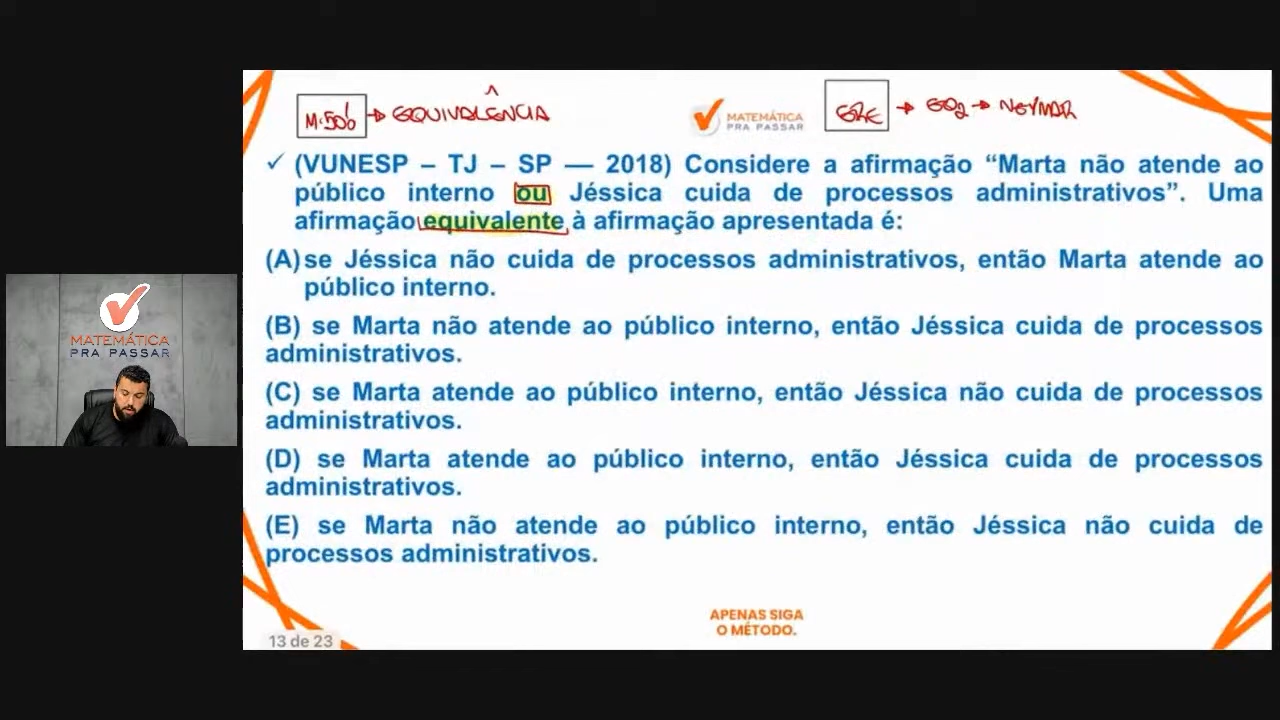 M.50b → EQUIVALÊNCIA
MATEMÁTICA
PRA PASSAR
→ EQ2 → NEYMAR
✓ (VUNESP – TJ – SP –– 2018) Considere a afirmação “Marta não atende ao
público interno ou Jéssica cuida de processos administrativos”. Uma
afirmação equivalente à afirmação apresentada é:
(A) se Jéssica não cuida de processos administrativos, então Marta atende ao
público interno.
(B) se Marta não atende ao público interno, então Jéssica cuida de processos
administrativos.
(C) se Marta atende ao público interno, então Jéssica não cuida de processos
administrativos.
(D) se Marta atende ao público interno, então Jéssica cuida de processos
administrativos.
(E) se Marta não atende ao público interno, então Jéssica não cuida de
processos administrativos.
MATEMÁTICA
PRA PASSAR
APENAS SIGA
O MÉTODO.
13 de 23